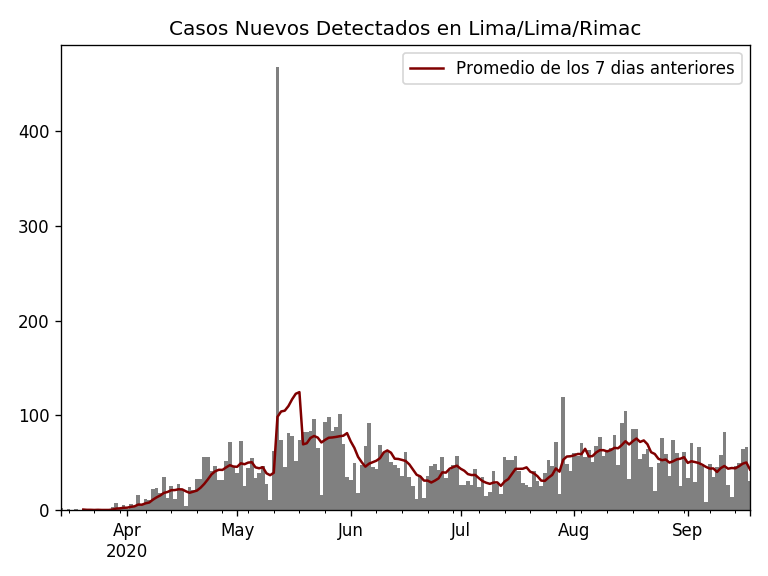 Casos Nuevos Detectados en Lima/Lima/Rimac
Promedio de los 7 dias anteriores
400
300
200
100
0
Apr
2020
May
Jun
Jul
Aug
Sep